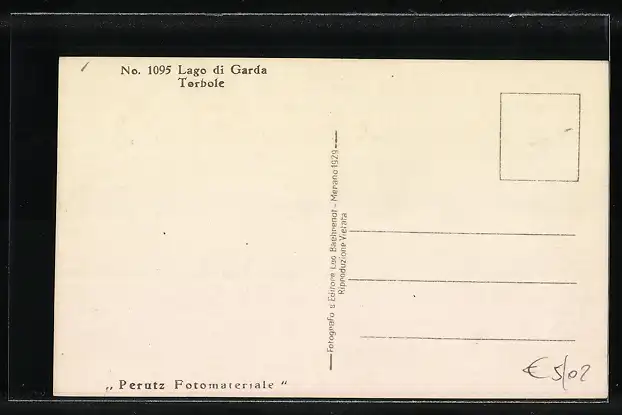 No. 1095 Lago di Garda
Torbole
Fotografo e Editore Leo Baehrendt - Merano 1929
Riproduzione Vietata
„ Perutz Fotomateriale “
€ 5/02